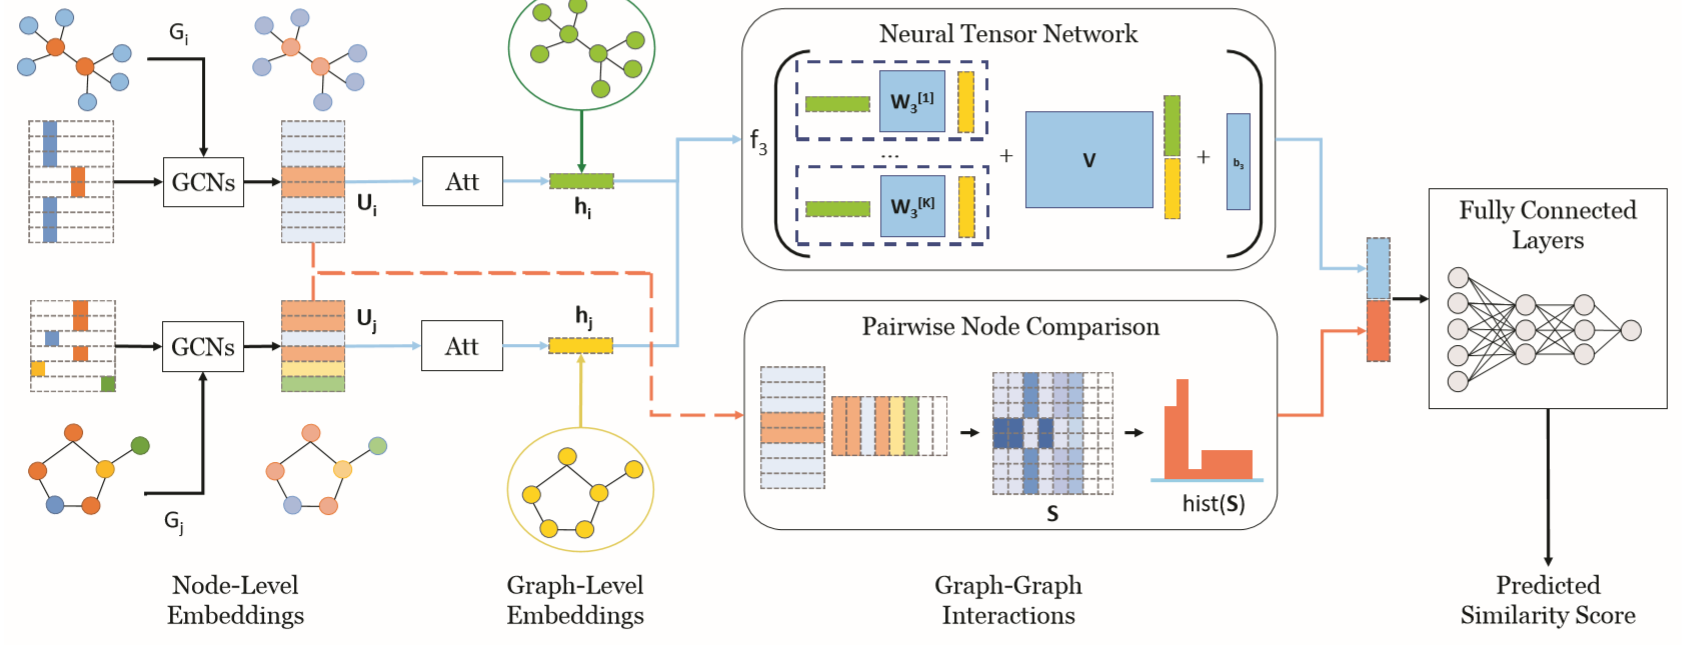 G_i
GCNs
U_i
Att
h_i
Neural Tensor Network
f_3
W_3^[1]
...
W_3^[K]
+
V
+
b_3
Fully Connected
Layers
GCNs
U_j
Att
h_j
G_j
Pairwise Node Comparison
S
hist(S)
Node-Level
Embeddings
Graph-Level
Embeddings
Graph-Graph
Interactions
Predicted
Similarity Score